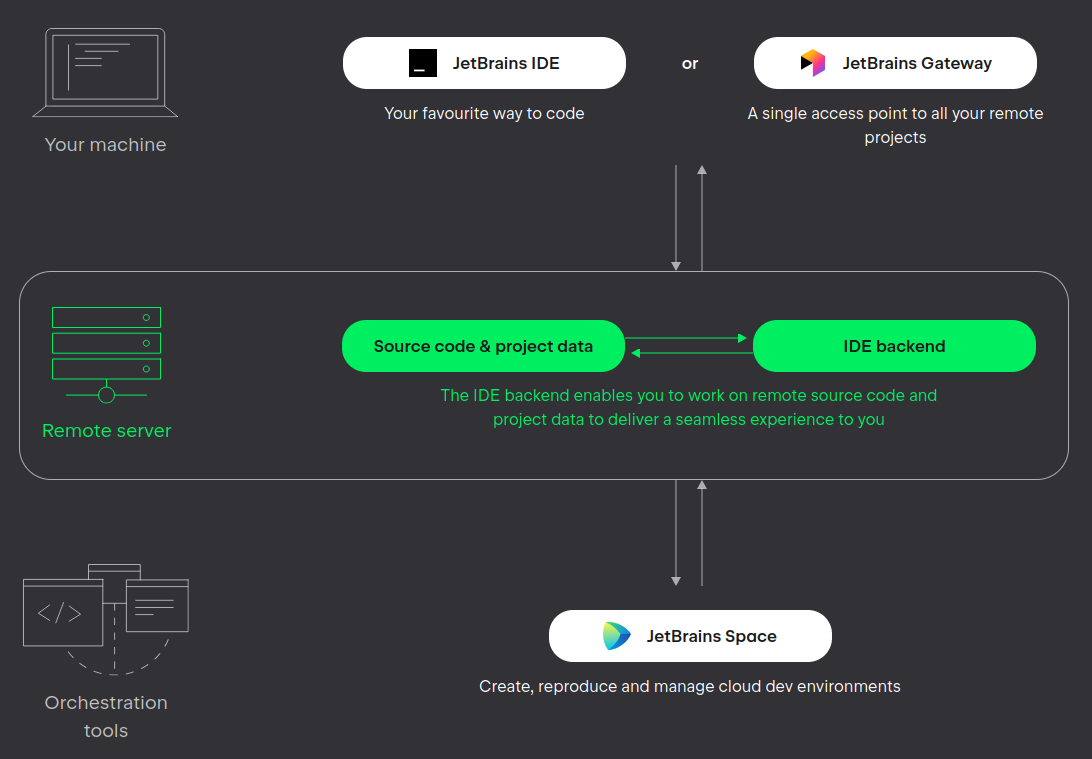 JetBrains IDE
or
JetBrains Gateway
Your favourite way to code
A single access point to all your remote
projects
Your machine
Source code & project data
IDE backend
The IDE backend enables you to work on remote source code and
project data to deliver a seamless experience to you
Remote server
</>
JetBrains Space
Create, reproduce and manage cloud dev environments
Orchestration
tools